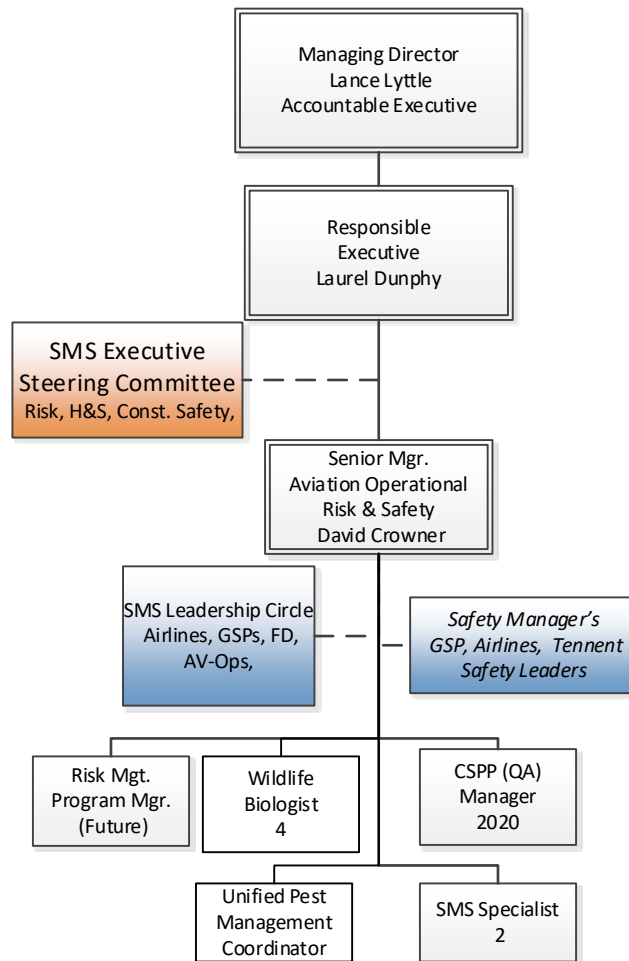 Managing Director
Lance Lyttle
Accountable Executive
Responsible
Executive
Laurel Dunphy
SMS Executive
Steering Committee
Risk, H&S, Const. Safety,
Senior Mgr.
Aviation Operational
Risk & Safety
David Crowner
SMS Leadership Circle
Airlines, GSPs, FD,
AV-Ops,
Safety Manager's
GSP, Airlines, Tennent
Safety Leaders
Risk Mgt.
Program Mgr.
(Future)
Wildlife
Biologist
4
CSPP (QA)
Manager
2020
Unified Pest
Management
Coordinator
SMS Specialist
2